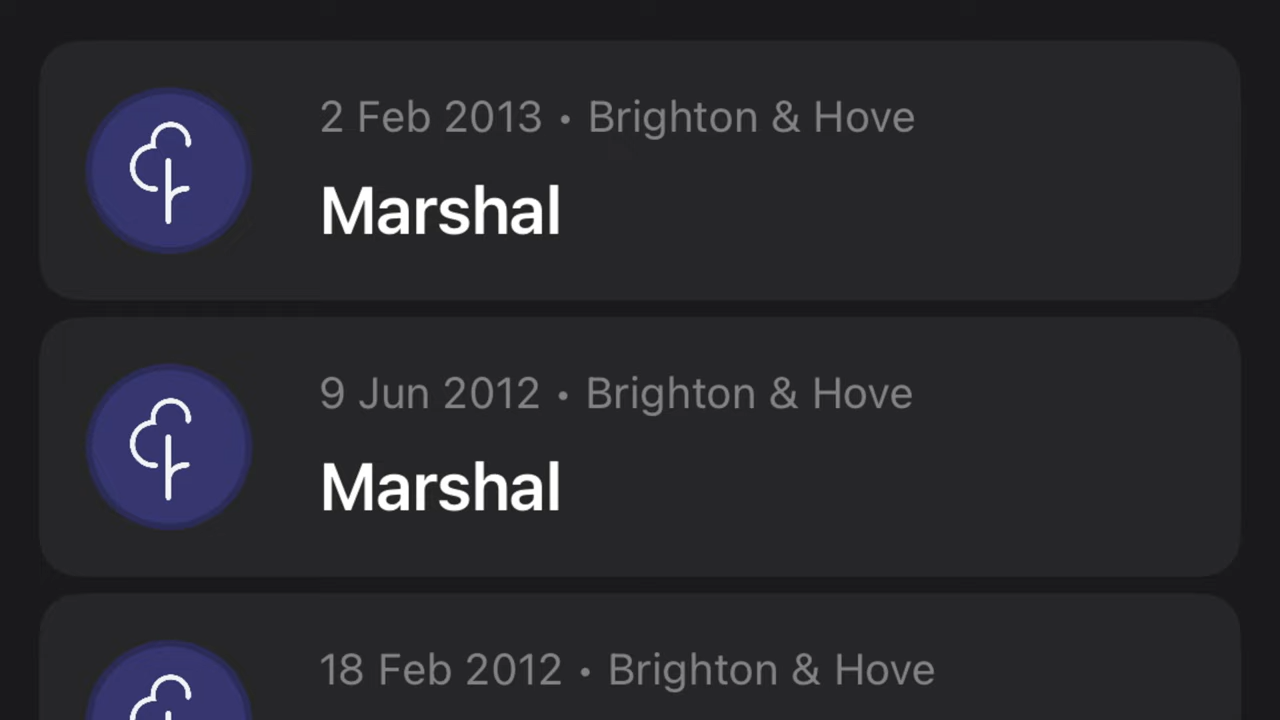 2 Feb 2013 • Brighton & Hove
Marshal
9 Jun 2012 • Brighton & Hove
Marshal
18 Feb 2012 • Brighton & Hove